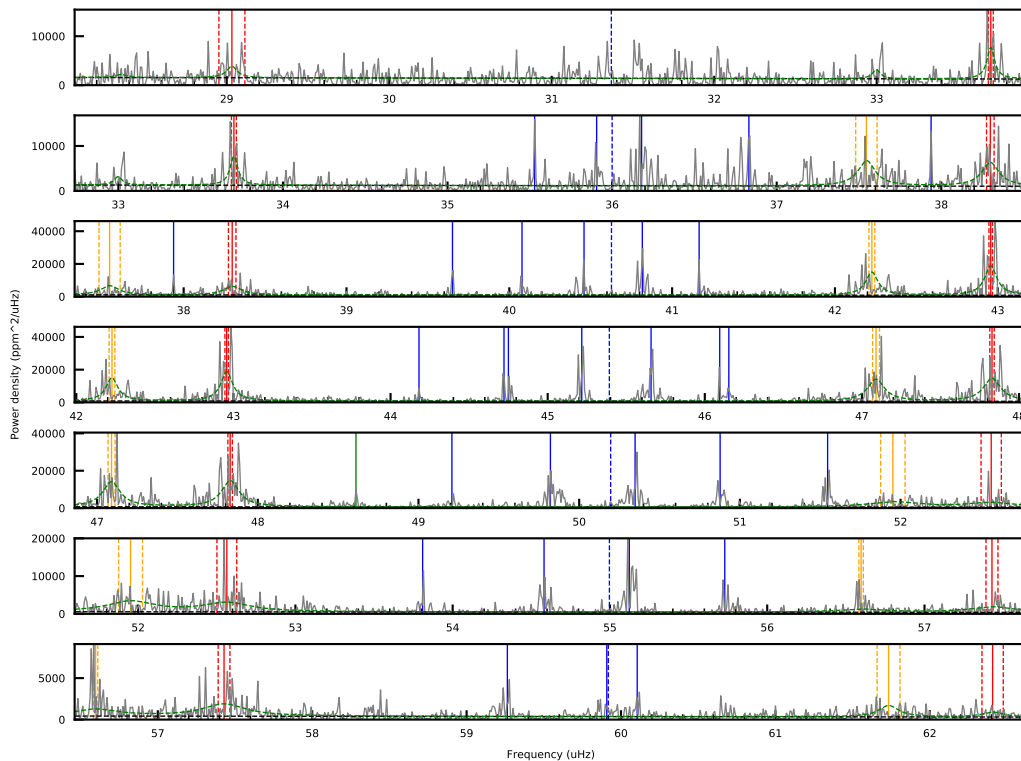 10000
0
29 30 31 32 33
10000
0
33 34 35 36 37 38
40000
20000
0
38 39 40 41 42 43
Power density (ppm^2/uHz)
40000
20000
0
42 43 44 45 46 47 48
40000
20000
0
47 48 49 50 51 52
20000
10000
0
52 53 54 55 56 57
5000
0
57 58 59 60 61 62
Frequency (uHz)